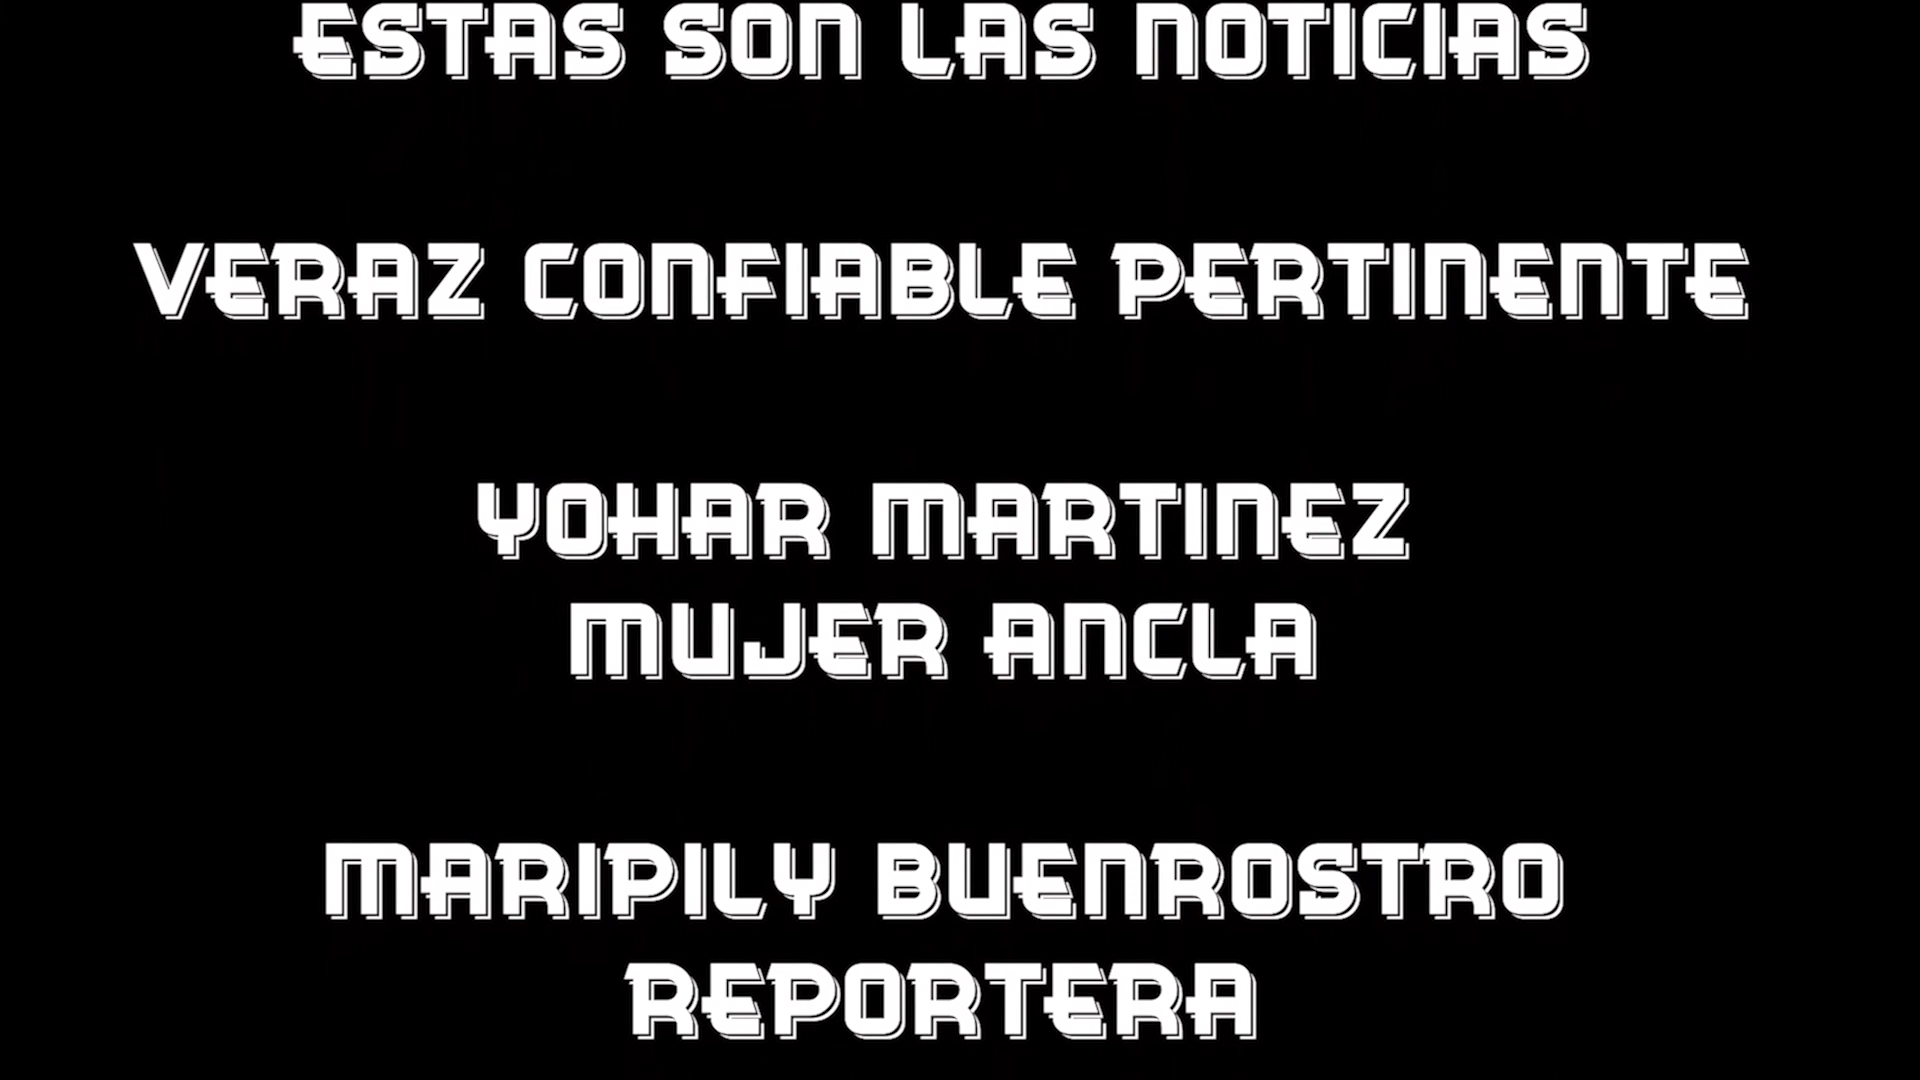 ESTAS SON LAS NOTICIAS
VERAZ CONFIABLE PERTINENTE
YOHAR MARTINEZ
MUJER ANCLA
MARIPILY BUENROSTRO
REPORTERA